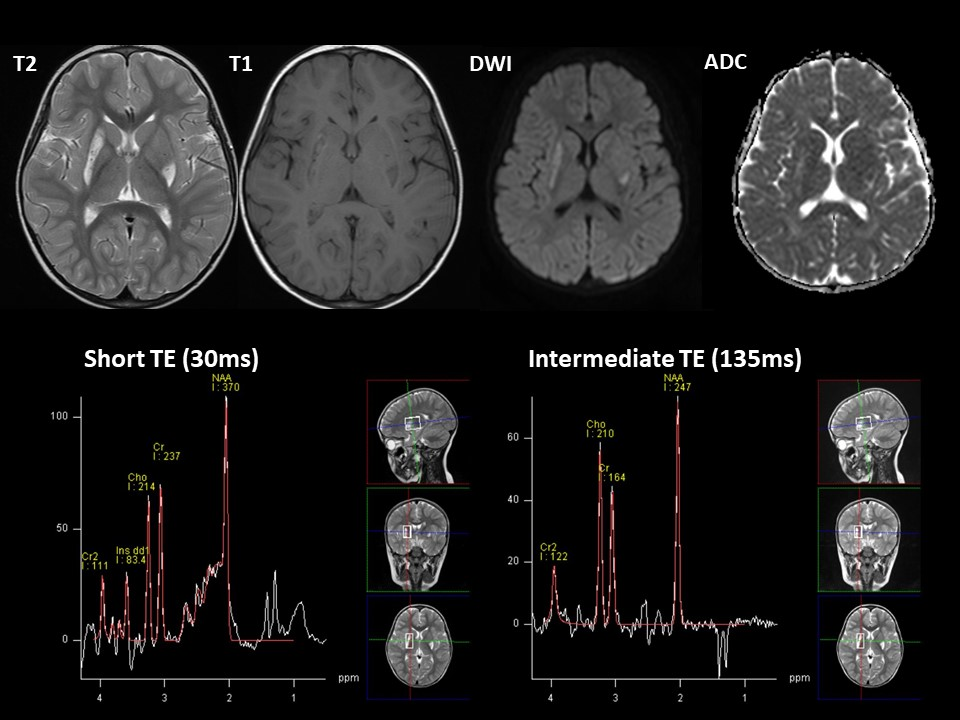 T2
T1
DWI
ADC
Short TE (30ms)
Intermediate TE (135ms)
NAA
I : 370
100
50
0
Cr
I : 237
Cho
I : 214
Ins dd1
I : 83.4
Cr2
I : 111
4
3
2
1
ppm
NAA
I : 247
60
40
20
0
Cho
I : 210
Cr
I : 164
Cr2
I : 122
4
3
2
1
ppm